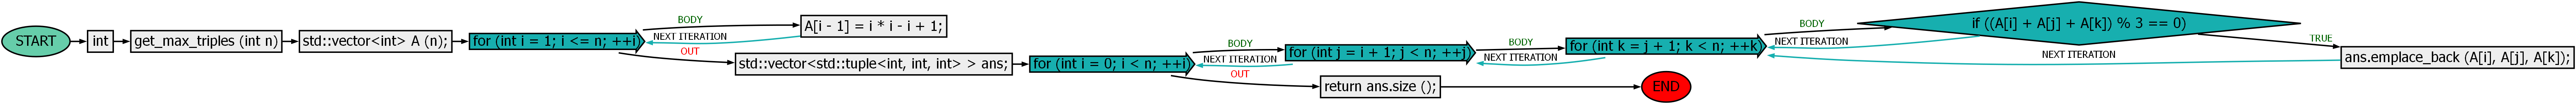 START
int
get_max_triples (int n)
std::vector<int> A (n);
for (int i = 1; i <= n; ++i)
BODY
A[i - 1] = i * i - i + 1;
NEXT ITERATION
OUT
std::vector<std::tuple<int, int, int> > ans;
for (int i = 0; i < n; ++i)
BODY
for (int j = i + 1; j < n; ++j)
NEXT ITERATION
BODY
for (int k = j + 1; k < n; ++k)
NEXT ITERATION
BODY
if ((A[i] + A[j] + A[k]) % 3 == 0)
NEXT ITERATION
TRUE
ans.emplace_back (A[i], A[j], A[k]);
NEXT ITERATION
OUT
return ans.size ();
END